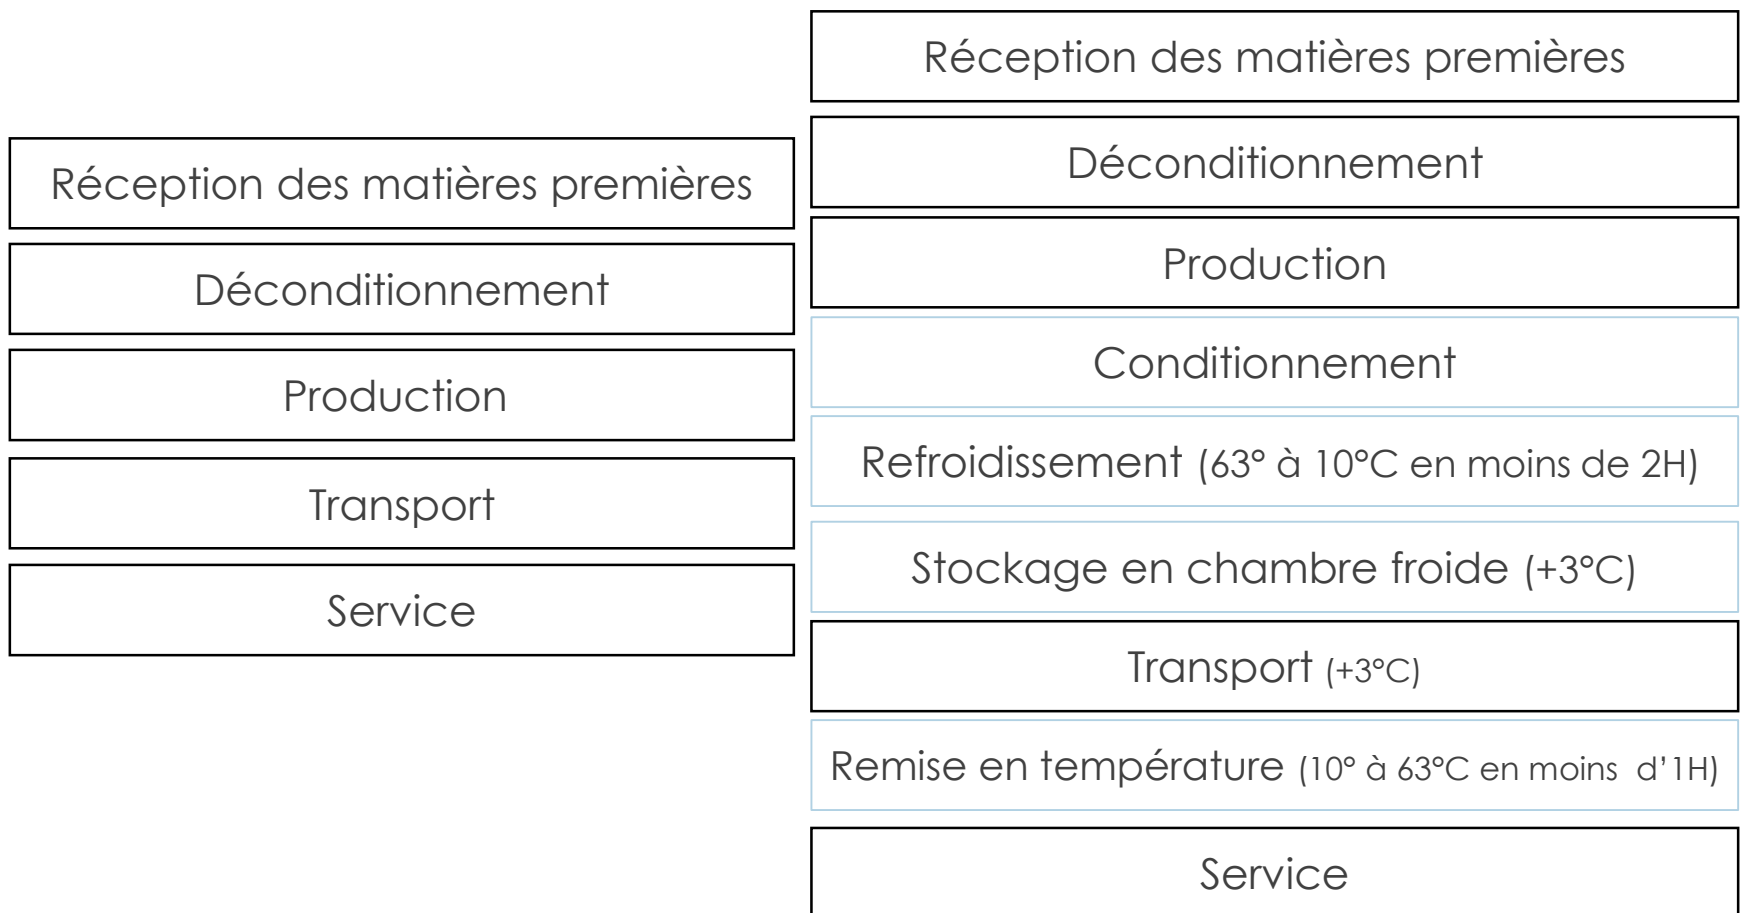 Réception des matières premières
Déconditionnement
Production
Transport
Service
Réception des matières premières
Déconditionnement
Production
Conditionnement
Refroidissement (63° à 10°C en moins de 2H)
Stockage en chambre froide (+3°C)
Transport (+3°C)
Remise en température (10° à 63°C en moins d’1H)
Service